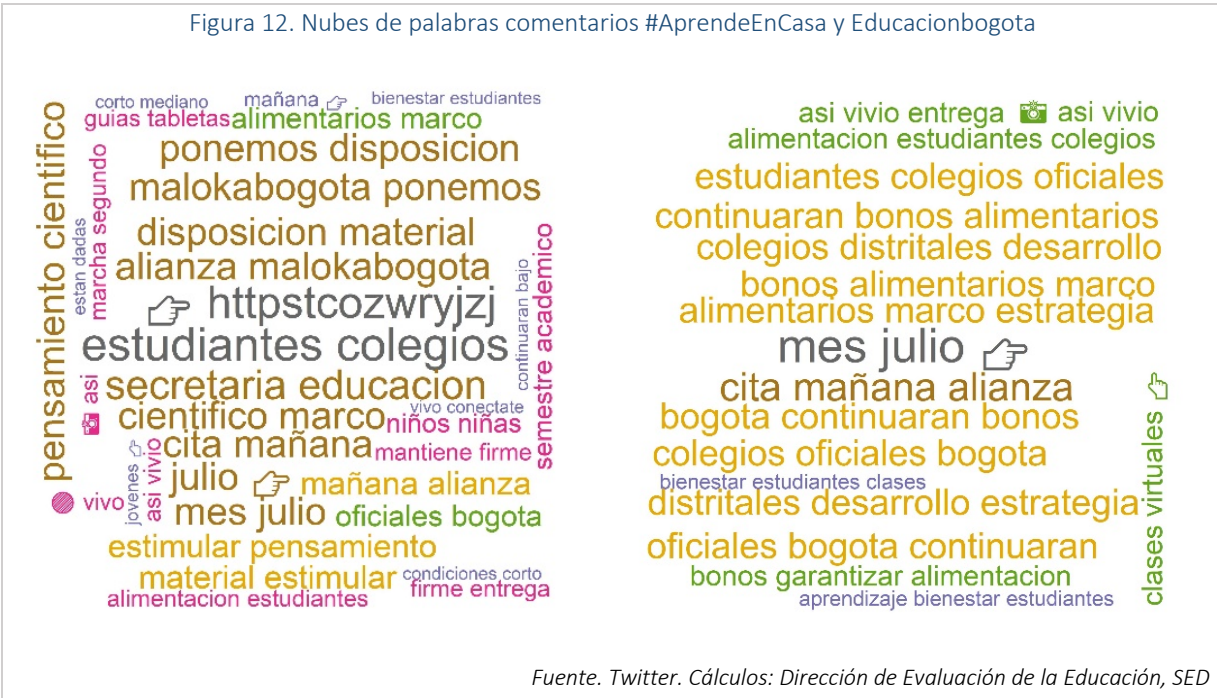 Figura 12. Nubes de palabras comentarios #AprendeEnCasa y Educacionbogota
corto mediano
mañana
bienestar estudiantes
guias tabletas
alimentarios marco
pensamiento cientifico
marcha segundo
estan dadas
ponemos disposicion
malokabogota ponemos
disposicion material
alianza malokabogota
httpstcozwryjzj
estudiantes colegios
continuaran bajo
semestre academico
asi
secretaria educacion
cientifico marco
vivo conectate
niños niñas
cita mañana
mantiene firme
jovenes
asi vivio
julio
mañana alianza
vivo
mes julio
oficiales bogota
estimular pensamiento
material estimular
condiciones corto
firme entrega
alimentacion estudiantes
asi vivio entrega
asi vivio
alimentacion estudiantes colegios
estudiantes colegios oficiales
continuaran bonos alimentarios
colegios distritales desarrollo
bonos alimentarios marco
alimentarios marco estrategia
mes julio
cita mañana alianza
bogota continuaran bonos
colegios oficiales bogota
bienestar estudiantes clases
distritales desarrollo estrategia
clases virtuales
oficiales bogota continuaran
bonos garantizar alimentacion
aprendizaje bienestar estudiantes
Fuente. Twitter. Cálculos: Dirección de Evaluación de la Educación, SED